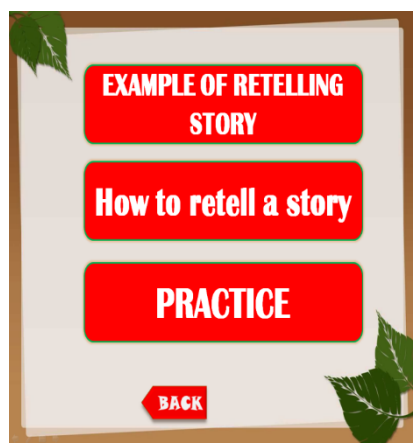 EXAMPLE OF RETELLING
STORY
How to retell a story
PRACTICE
BACK